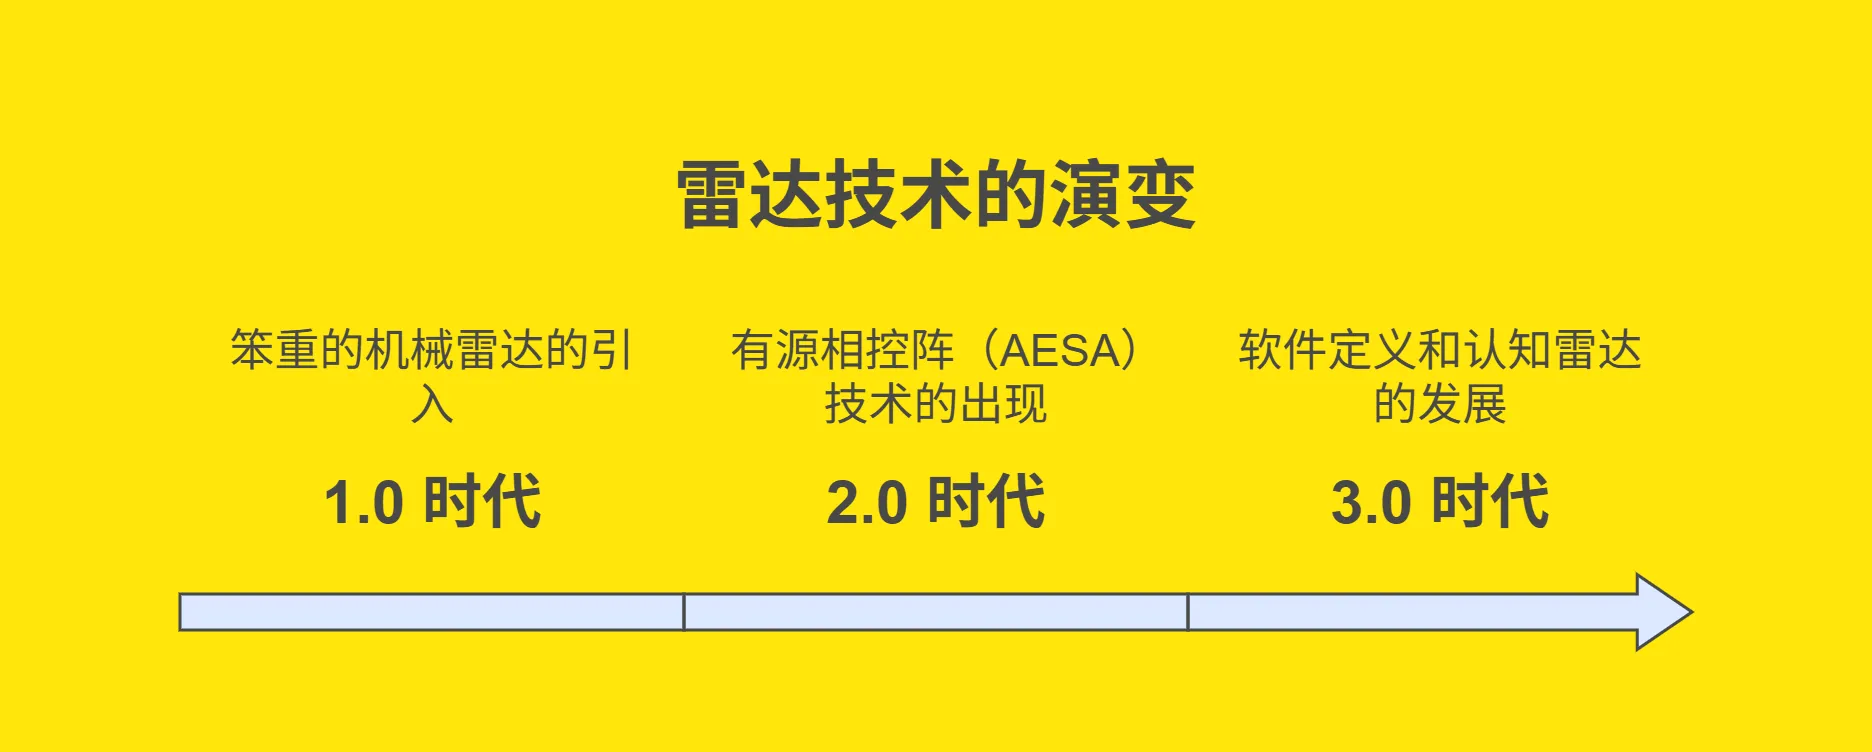 雷达技术的演变
笨重的机械雷达的引
入
1.0 时代
有源相控阵（AESA）
技术的出现
2.0 时代
软件定义和认知雷达
的发展
3.0 时代